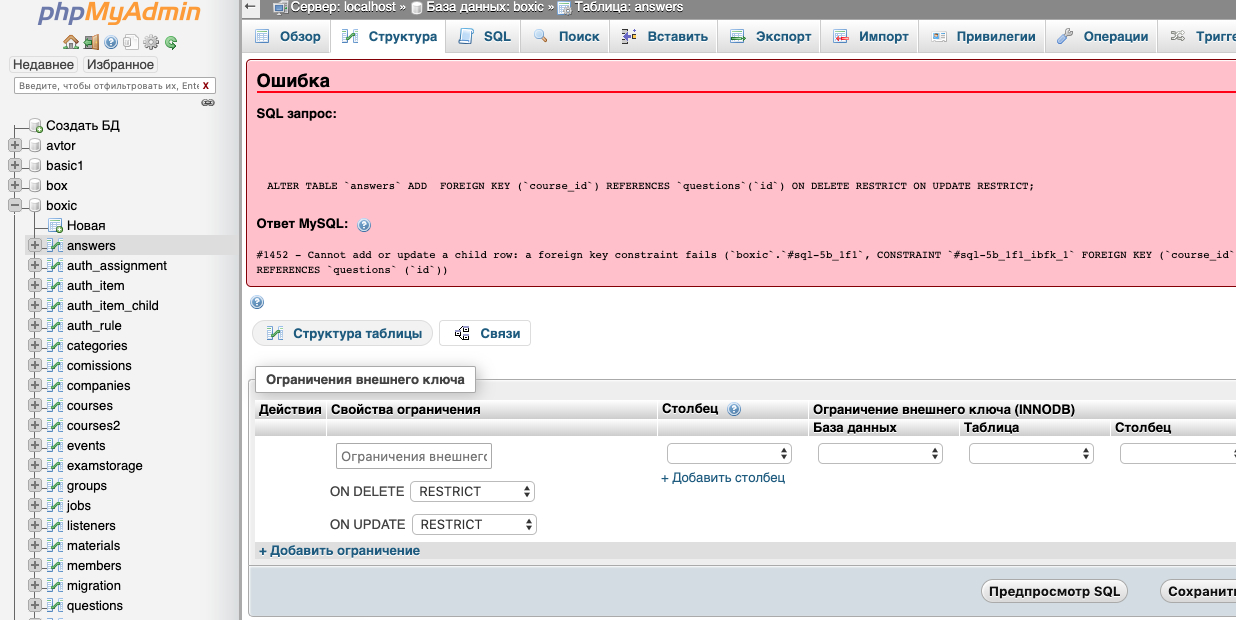 phpMyAdmin
Недавнее Избранное
Введите, чтобы отфильтровать их, Ente X
Создать БД
avtor
basic1
box
boxic
Новая
answers
auth_assignment
auth_item
auth_item_child
auth_rule
categories
comissions
companies
courses
courses2
events
examstorage
groups
jobs
listeners
materials
members
migration
questions
Сервер: localhost » База данных: boxic » Таблица: answers
Обзор Структура SQL Поиск Вставить Экспорт Импорт Привилегии Операции Тригге
Ошибка
SQL запрос:
ALTER TABLE `answers` ADD  FOREIGN KEY (`course_id`) REFERENCES `questions`(`id`) ON DELETE RESTRICT ON UPDATE RESTRICT;
Ответ MySQL:
#1452 - Cannot add or update a child row: a foreign key constraint fails (`boxic`.`#sql-5b_1f1`, CONSTRAINT `#sql-5b_1f1_ibfk_1` FOREIGN KEY (`course_id`
REFERENCES `questions` (`id`))
Структура таблицы Связи
Ограничения внешнего ключа
Действия Свойства ограничения Столбец Ограничение внешнего ключа (INNODB)
База данных Таблица Столбец
Ограничения внешнегс
+ Добавить столбец
ON DELETE RESTRICT
ON UPDATE RESTRICT
+ Добавить ограничение
Предпросмотр SQL Сохранить